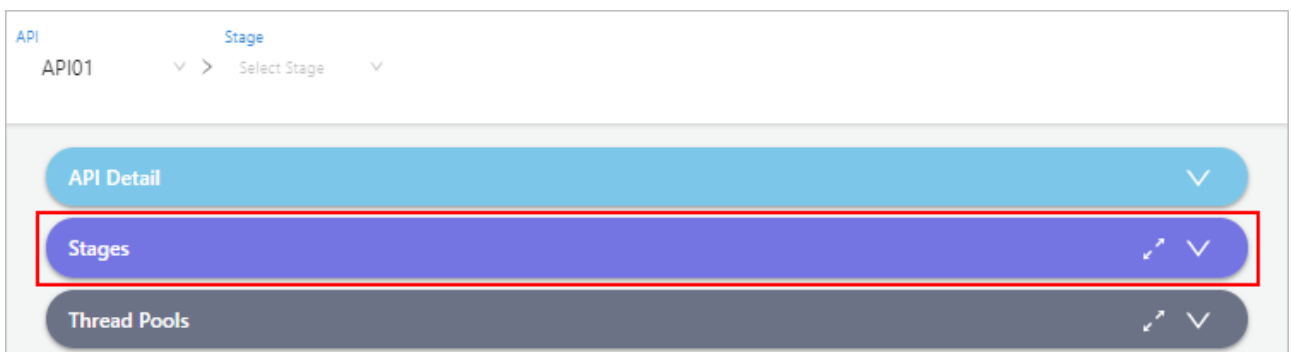 API Stage
API01 > Select Stage
API Detail
Stages
Thread Pools